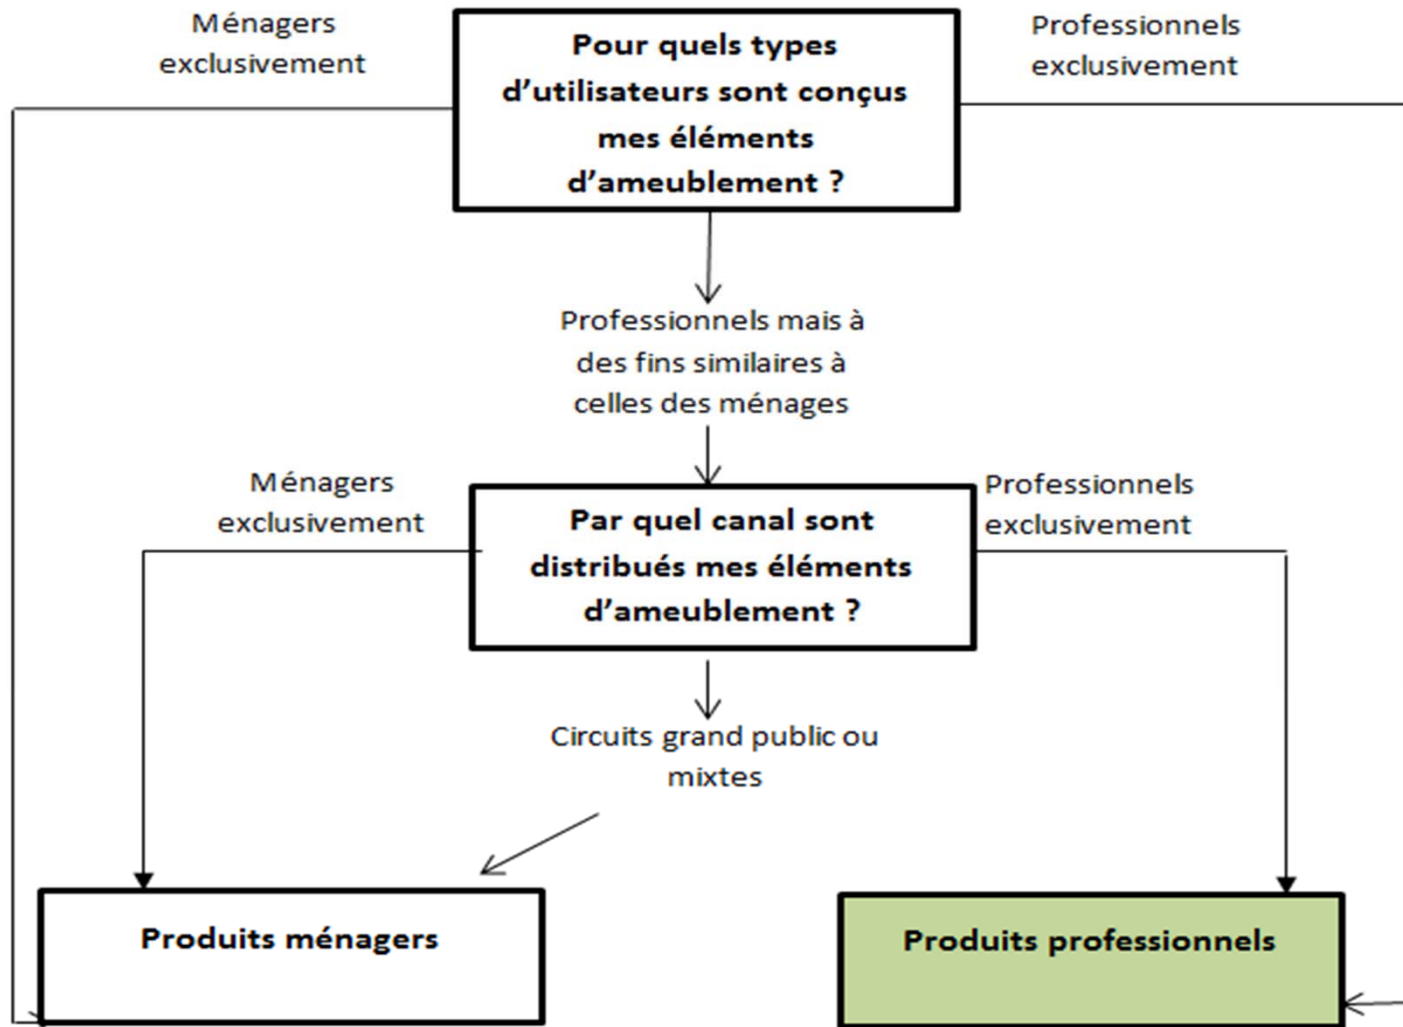 Ménagers
exclusivement
Pour quels types
d’utilisateurs sont conçus
mes éléments
d’ameublement ?
Professionnels
exclusivement
Professionnels mais à
des fins similaires à
celles des ménages
Ménagers
exclusivement
Par quel canal sont
distribués mes éléments
d’ameublement ?
Professionnels
exclusivement
Circuits grand public ou
mixtes
Produits ménagers
Produits professionnels